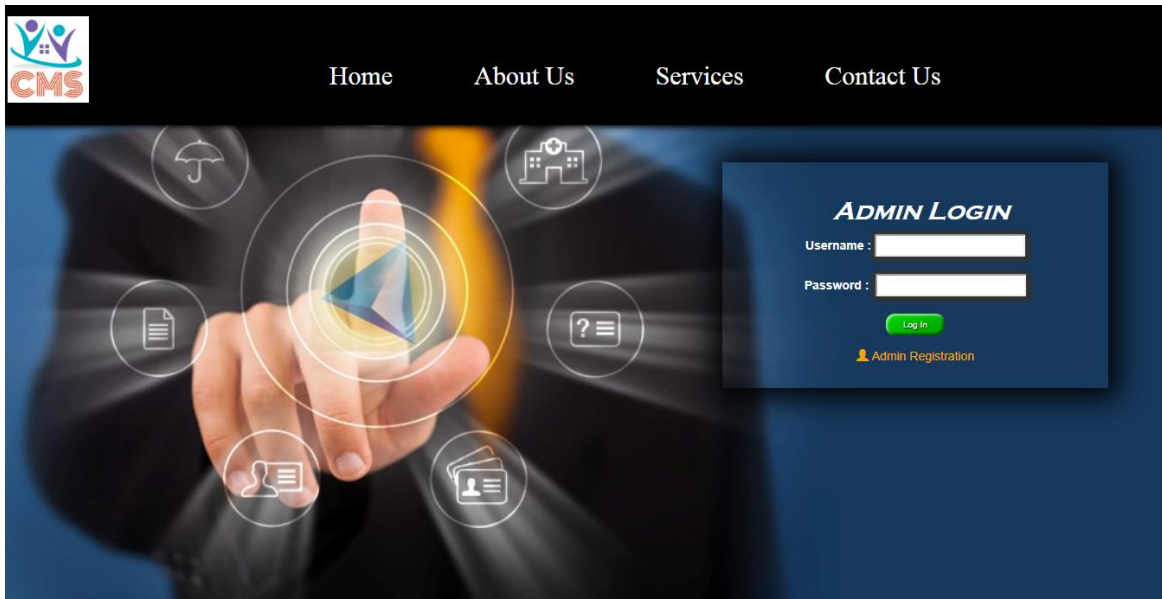 CMS
Home About Us Services Contact Us
ADMIN LOGIN
Username :
Password :
Log In
Admin Registration